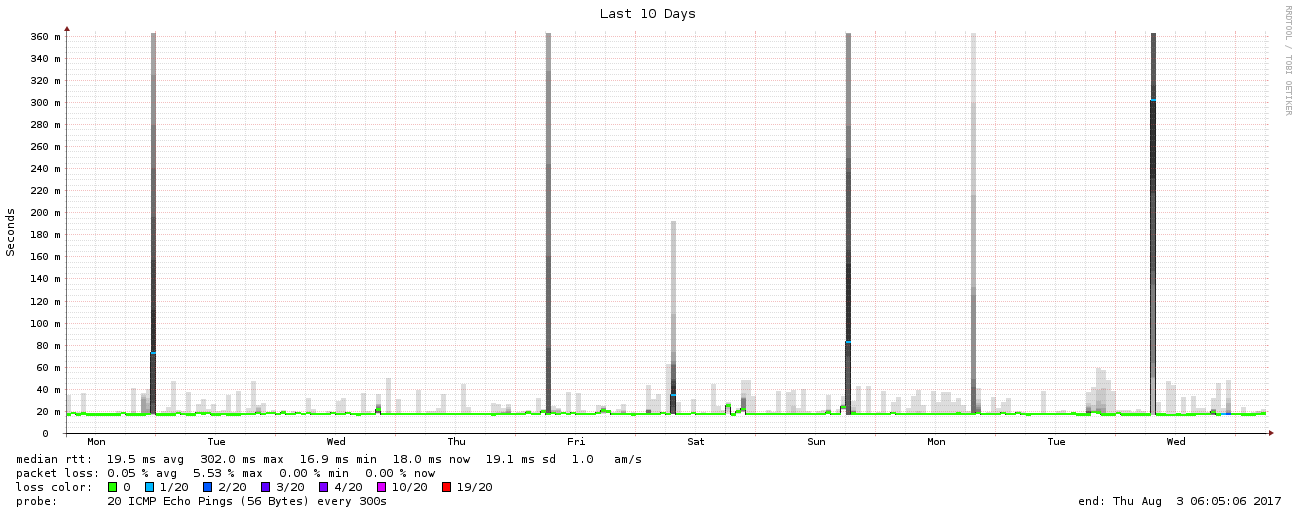 Last 10 Days
RRDTOOL / TOBI OETIKER
Seconds
360 m
340 m
320 m
300 m
280 m
260 m
240 m
220 m
200 m
180 m
160 m
140 m
120 m
100 m
80 m
60 m
40 m
20 m
0
Mon Tue Wed Thu Fri Sat Sun Mon Tue Wed
median rtt: 19.5 ms avg 302.0 ms max 16.9 ms min 18.0 ms now 19.1 ms sd 1.0 am/s
packet loss: 0.05 % avg 5.53 % max 0.00 % min 0.00 % now
loss color: 0 1/20 2/20 3/20 4/20 10/20 19/20
probe: 20 ICMP Echo Pings (56 Bytes) every 300s end: Thu Aug 3 06:05:06 2017